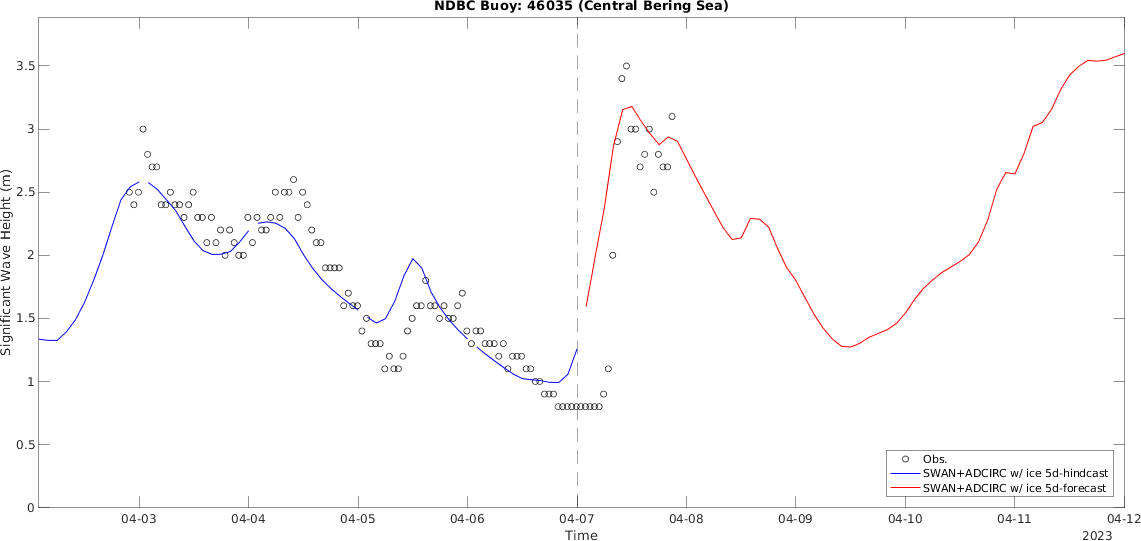 NDBC Buoy: 46035 (Central Bering Sea)
3.5
3
2.5
2
1.5
1
0.5
0
Significant Wave Height (m)
Obs.
SWAN+ADCIRC w/ ice 5d-hindcast
SWAN+ADCIRC w/ ice 5d-forecast
04-03 04-04 04-05 04-06 04-07 04-08 04-09 04-10 04-11 04-12
Time
2023